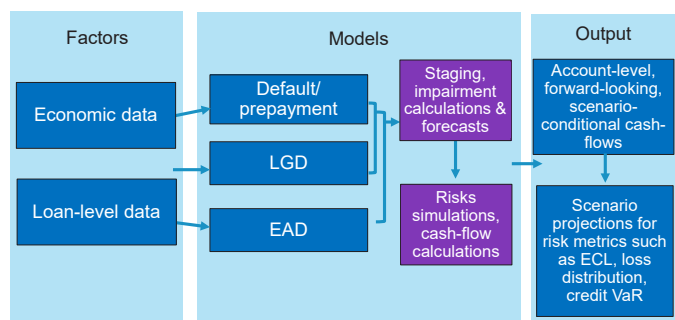 Factors
Economic data
Loan-level data
Models
Default/
prepayment
LGD
EAD
Staging,
impairment
calculations &
forecasts
Risks
simulations,
cash-flow
calculations
Output
Account-level,
forward-looking,
scenario-
conditional cash-
flows
Scenario
projections for
risk metrics such
as ECL, loss
distribution,
credit VaR